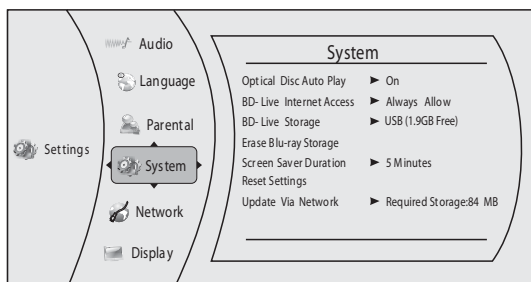 Settings
Audio
Language
Parental
System
Network
Display
System
Optical Disc Auto Play ► On
BD- Live Internet Access ► Always Allow
BD- Live Storage ► USB (1.9GB Free)
Erase Blu-ray Storage
Screen Saver Duration ► 5 Minutes
Reset Settings
Update Via Network ► Required Storage:84 MB